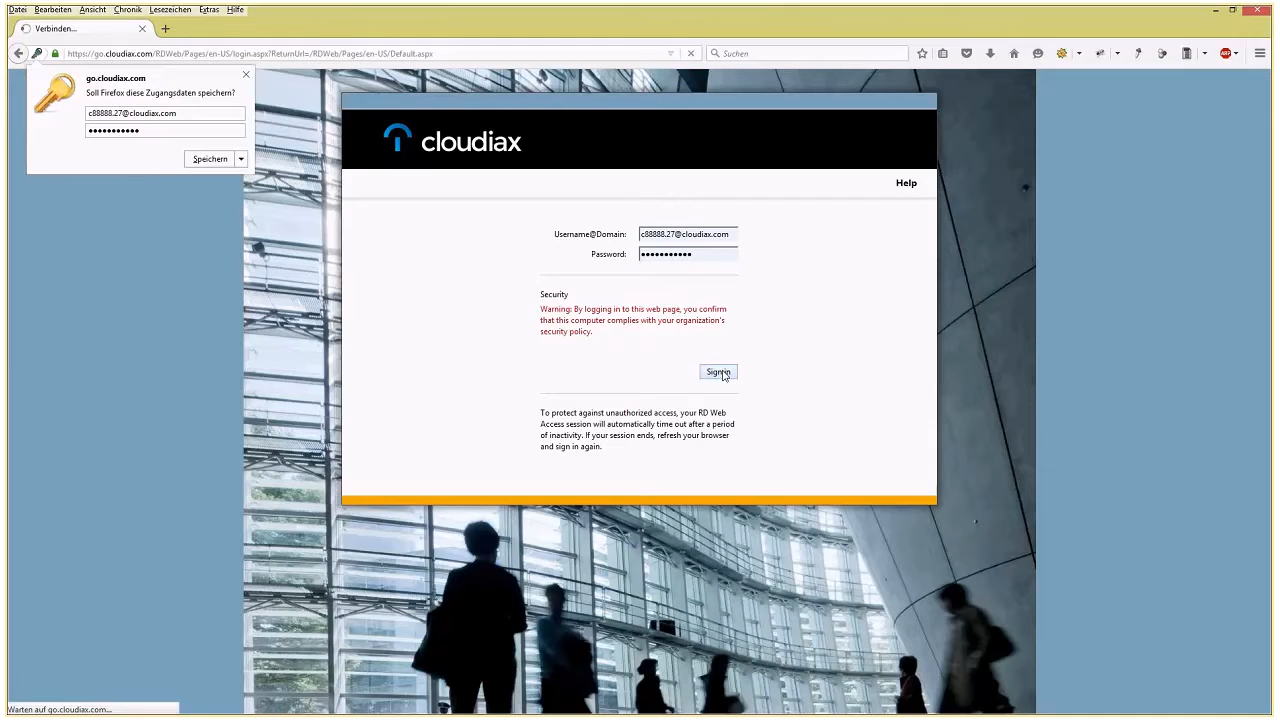 Datei Bearbeiten Ansicht Chronik Lesezeichen Extras Hilfe
Verbinden...
https://go.cloudiax.com/RDWeb/Pages/en-US/login.aspx?ReturnUrl=/RDWeb/Pages/en-US/Default.aspx
Suchen
ABP
go.cloudiax.com
Soll Firefox diese Zugangsdaten speichern?
c88888.27@cloudiax.com
•••••••••••
Speichern
cloudiax
Help
Username@Domain: c88888.27@cloudiax.com
Password: •••••••••••
Security
Warning: By logging in to this web page, you confirm
that this computer complies with your organization's
security policy.
Sign in
To protect against unauthorized access, your RD Web
Access session will automatically time out after a period
of inactivity. If your session ends, refresh your browser
and sign in again.
Warten auf go.cloudiax.com...